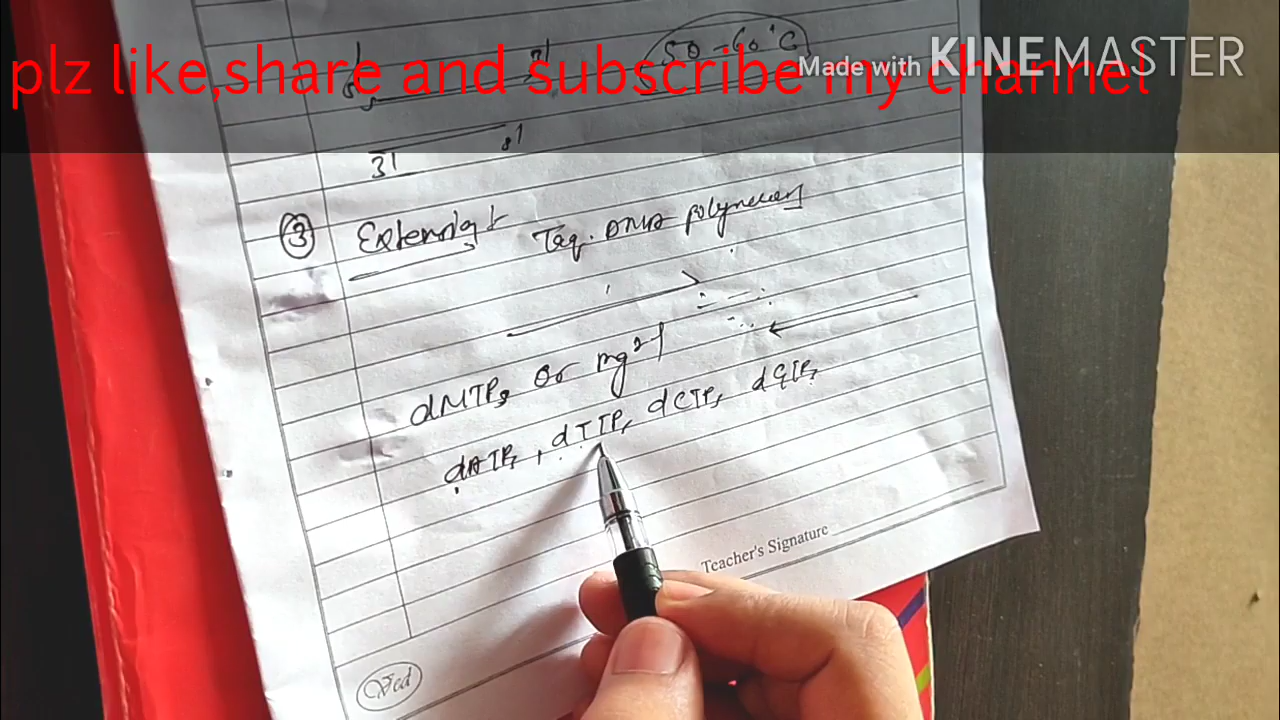 plz like,share and subscribe my channel
Made with KINEMASTER
50 - 60°C
3'
3'
③ Extension Taq. DNA polymerase
dNTPs or mg2+
dATP, dTTP, dCTP, dGTP,
Teacher's Signature
Ved